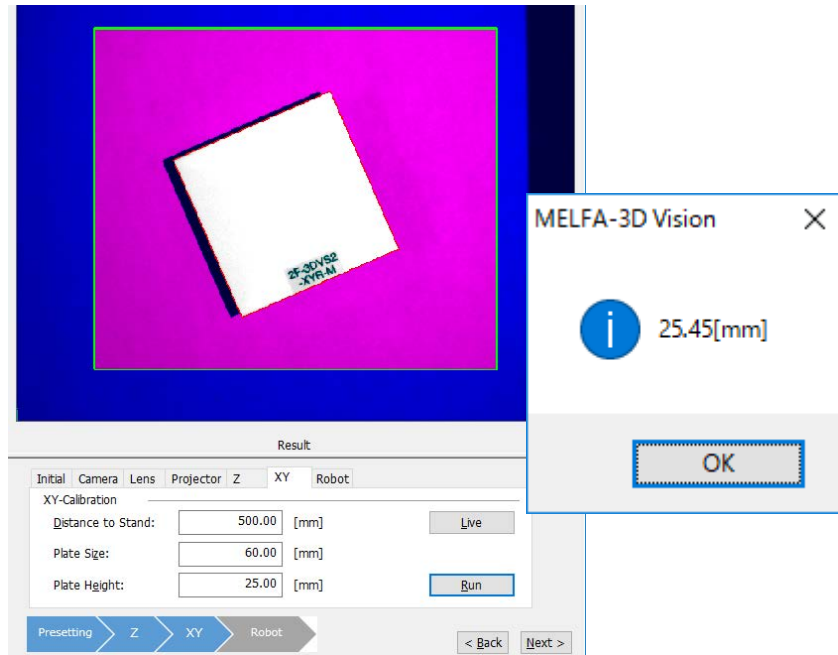 2F-3DVS2
-XYR-M
MELFA-3D Vision
25.45[mm]
OK
Result
Initial Camera Lens Projector Z XY Robot
XY-Calibration
Distance to Stand: 500.00 [mm] Live
Plate Size: 60.00 [mm]
Plate Height: 25.00 [mm] Run
Presetting Z XY Robot
< Back Next >